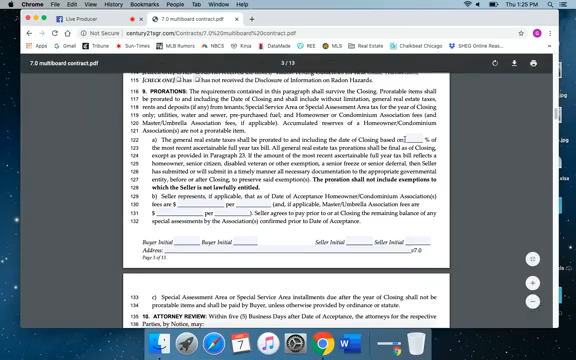 Chrome File Edit View History Bookmarks People Tab Window Help
Thu 1:25 PM
Live Producer
7.0 multiboard contract.pdf
Not Secure century21sgr.com/Contracts/7.0%20multiboard%20contract.pdf
Apps Gmail Tribune Sun-Times MLB Rumors NBCS Kina Daily Updates REE MLS Real Estate Chalkbeat Chicago SHEG Online Res...
7.0 multiboard contract.pdf
3 / 13
115 [CHECK ONE] has has not received the Disclosure of Information on Radon Hazards.
116 9. PRORATIONS: The requirements contained in this paragraph shall survive the Closing. Proratable items
117 shall be prorated to and including the Date of Closing and shall include without limitation, general real estate taxes,
118 rents and deposits (if any) from tenants; Special Service Area or Special Assessment Area tax for the year of Closing
119 only; utilities, water and sewer, pre-purchased fuel; and Homeowner or Condominium Association fees (and
120 Master/Umbrella Association fees, if applicable). Accumulated reserves of a Homeowner/Condominium
121 Association(s) are not a proratable item.
122 a) The general real estate taxes shall be prorated to and including the date of Closing based on ______ % of
123 the most recent ascertainable full year tax bill. All general real estate tax prorations shall be final as of Closing,
124 except as provided in Paragraph 23. If the amount of the most recent ascertainable full year tax bill reflects a
125 homeowner, senior citizen, disabled veteran or other exemption, a senior freeze or senior deferral, then Seller
126 has submitted or will submit in a timely manner all necessary documentation to the appropriate governmental
127 entity, before or after Closing, to preserve said exemption(s). The proration shall not include exemptions to
128 which the Seller is not lawfully entitled.
129 b) Seller represents, if applicable, that as of Date of Acceptance Homeowner/Condominium Association(s)
130 fees are $ ______ per ______ (and, if applicable, Master/Umbrella Association fees are
131 $ ______ per ______). Seller agrees to pay prior to or at Closing the remaining balance of any
132 special assessments by the Association(s) confirmed prior to Date of Acceptance.
Buyer Initial ______ Buyer Initial ______ Seller Initial ______ Seller Initial ______
Address: ______ v7.0
Page 3 of 13
133 c) Special Assessment Area or Special Service Area installments due after the year of Closing shall not be
134 proratable items and shall be paid by Buyer, unless otherwise provided by ordinance or statute.
135 10. ATTORNEY REVIEW: Within five (5) Business Days after Date of Acceptance, the attorneys for the respective
136 Parties, by Notice, may:
7